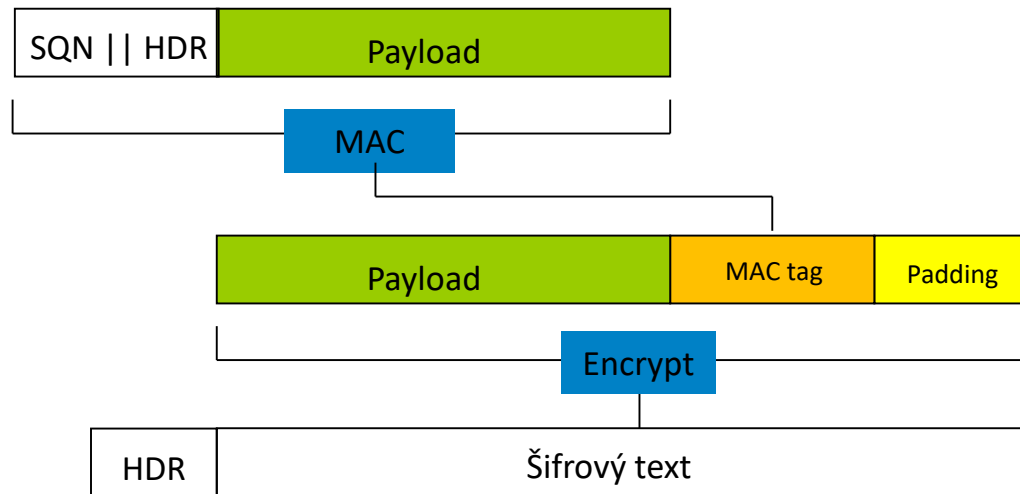 SQN || HDR
Payload
MAC
Payload
MAC tag
Padding
Encrypt
HDR
Šifrový text